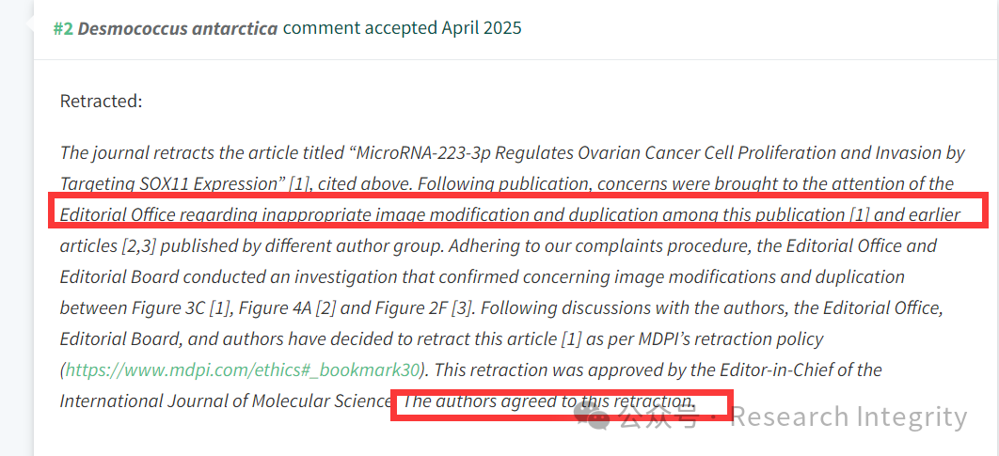 #2 Desmococcus antarctica comment accepted April 2025
Retracted:
The journal retracts the article titled “MicroRNA-223-3p Regulates Ovarian Cancer Cell Proliferation and Invasion by
Targeting SOX11 Expression” [1], cited above. Following publication, concerns were brought to the attention of the
Editorial Office regarding inappropriate image modification and duplication among this publication [1] and earlier
articles [2,3] published by different author group. Adhering to our complaints procedure, the Editorial Office and
Editorial Board conducted an investigation that confirmed concerning image modifications and duplication
between Figure 3C [1], Figure 4A [2] and Figure 2F [3]. Following discussions with the authors, the Editorial Office,
Editorial Board, and authors have decided to retract this article [1] as per MDPI’s retraction policy
(https://www.mdpi.com/ethics#_bookmark30). This retraction was approved by the Editor-in-Chief of the
International Journal of Molecular Science The authors agreed to this retraction.
公众号 · Research Integrity